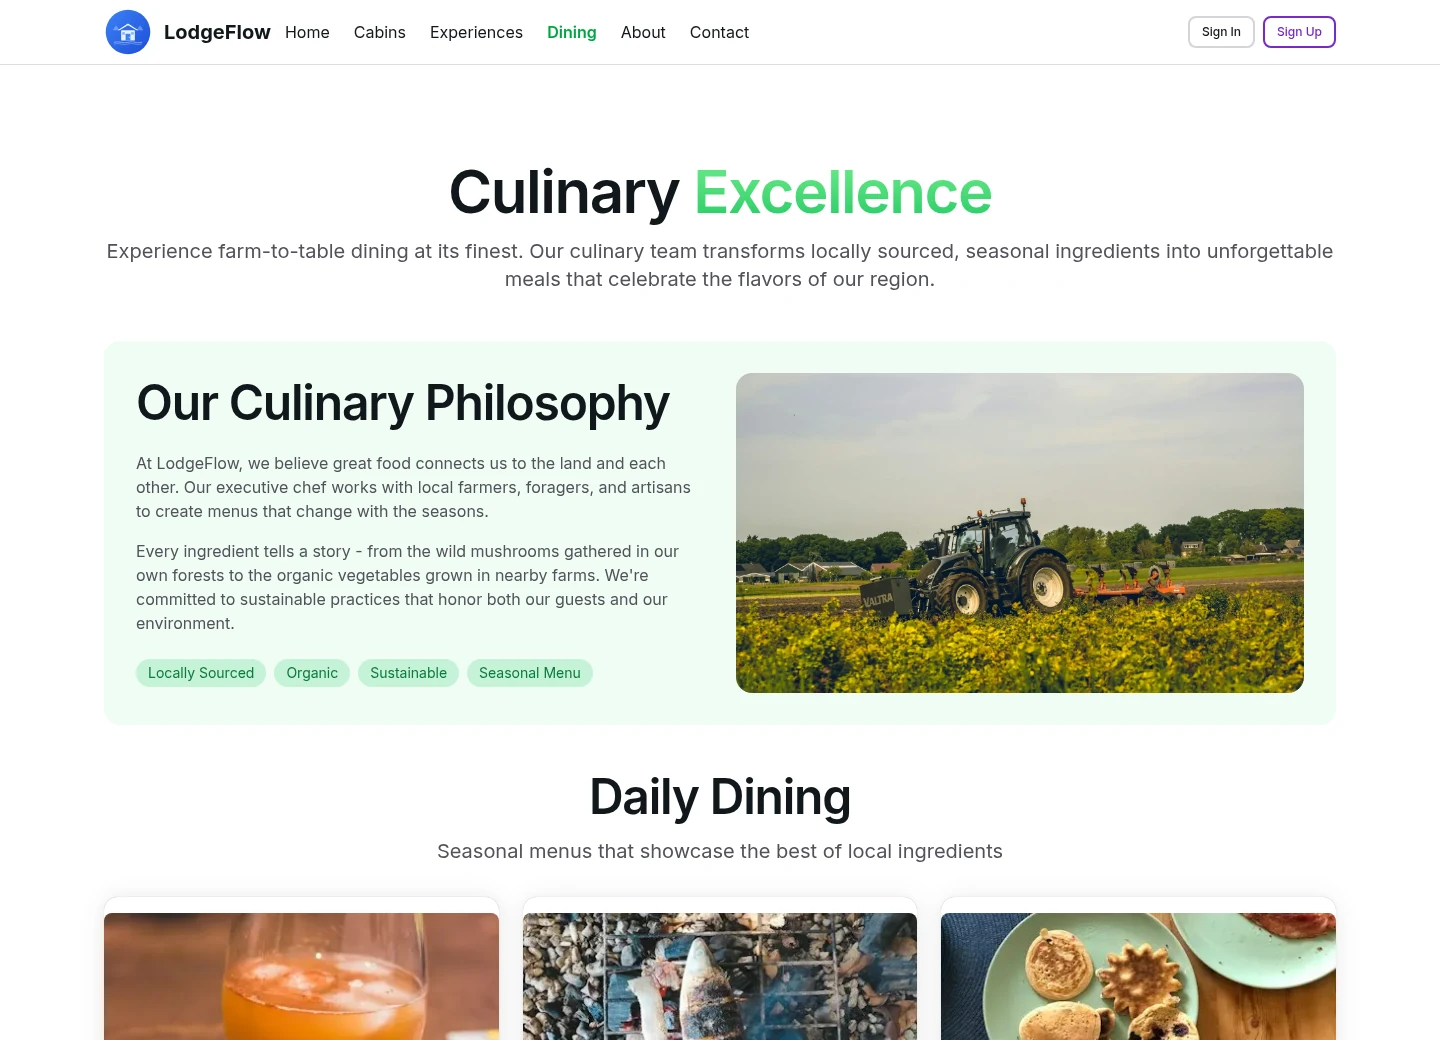 LodgeFlow Home Cabins Experiences Dining About Contact Sign In Sign Up
Culinary Excellence
Experience farm-to-table dining at its finest. Our culinary team transforms locally sourced, seasonal ingredients into unforgettable
meals that celebrate the flavors of our region.
Our Culinary Philosophy
At LodgeFlow, we believe great food connects us to the land and each
other. Our executive chef works with local farmers, foragers, and artisans
to create menus that change with the seasons.
Every ingredient tells a story - from the wild mushrooms gathered in our
own forests to the organic vegetables grown in nearby farms. We're
committed to sustainable practices that honor both our guests and our
environment.
Locally Sourced Organic Sustainable Seasonal Menu
VALTRA
Daily Dining
Seasonal menus that showcase the best of local ingredients